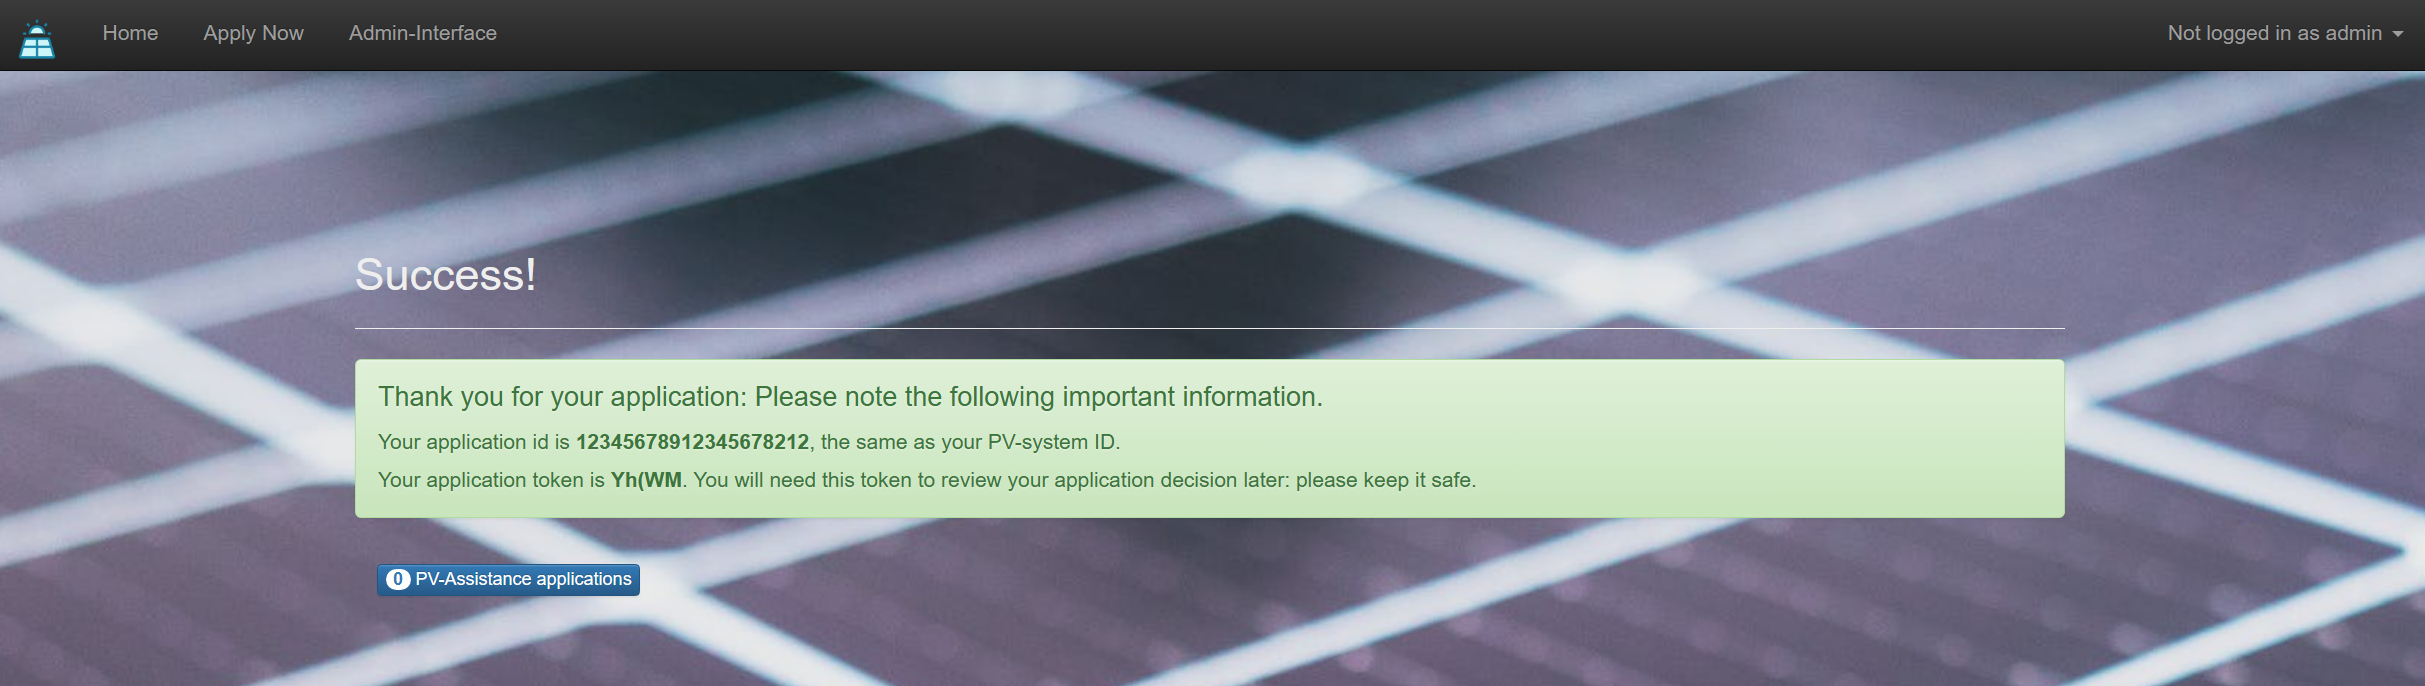 Home Apply Now Admin-Interface Not logged in as admin
Success!
Thank you for your application: Please note the following important information.
Your application id is 12345678912345678212, the same as your PV-system ID.
Your application token is Yh(WM. You will need this token to review your application decision later: please keep it safe.
0 PV-Assistance applications